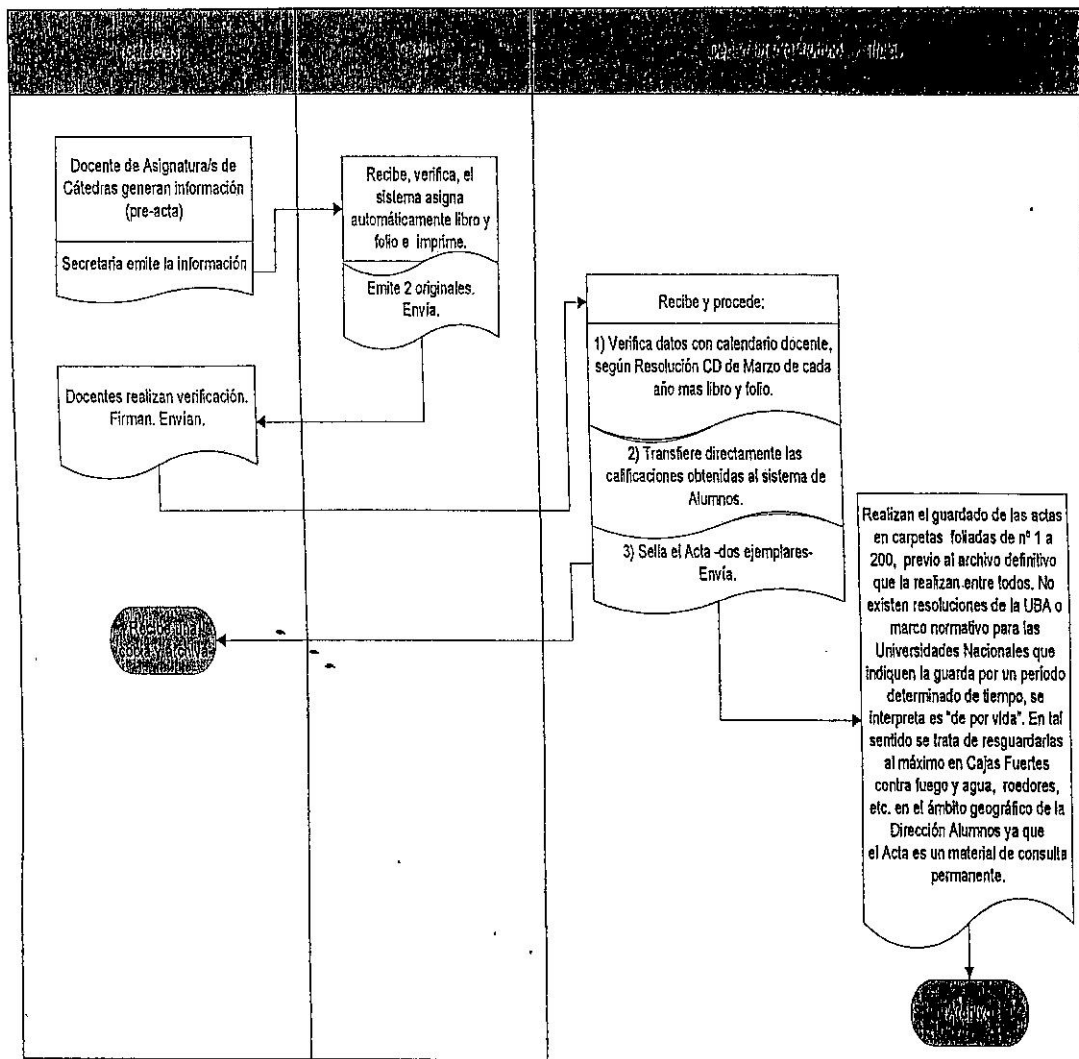 Docente de Asignatura/s de
Cátedras generan información
(pre-acta)
Secretaria emite la información
Recibe, verifica, el
sistema asigna
automáticamente libro y
folio e imprime.
Emite 2 originales.
Envía.
Docentes realizan verificación.
Firman. Envían.
Recibe y procede:
1) Verifica datos con calendario docente,
según Resolución CD de Marzo de cada
año mas libro y folio.
2) Transfiere directamente las
calificaciones obtenidas al sistema de
Alumnos.
3) Sella el Acta -dos ejemplares-
Envía.
Recibe una
copia y archiva
Realizan el guardado de las actas
en carpetas foliadas de nº 1 a
200, previo al archivo definitivo
que la realizan entre todos. No
existen resoluciones de la UBA o
marco normativo para las
Universidades Nacionales que
indiquen la guarda por un período
determinado de tiempo, se
interpreta es "de por vida". En tal
sentido se trata de resguardarlas
al máximo en Cajas Fuertes
contra fuego y agua, roedores,
etc. en el ámbito geográfico de la
Dirección Alumnos ya que
el Acta es un material de consulta
permanente.